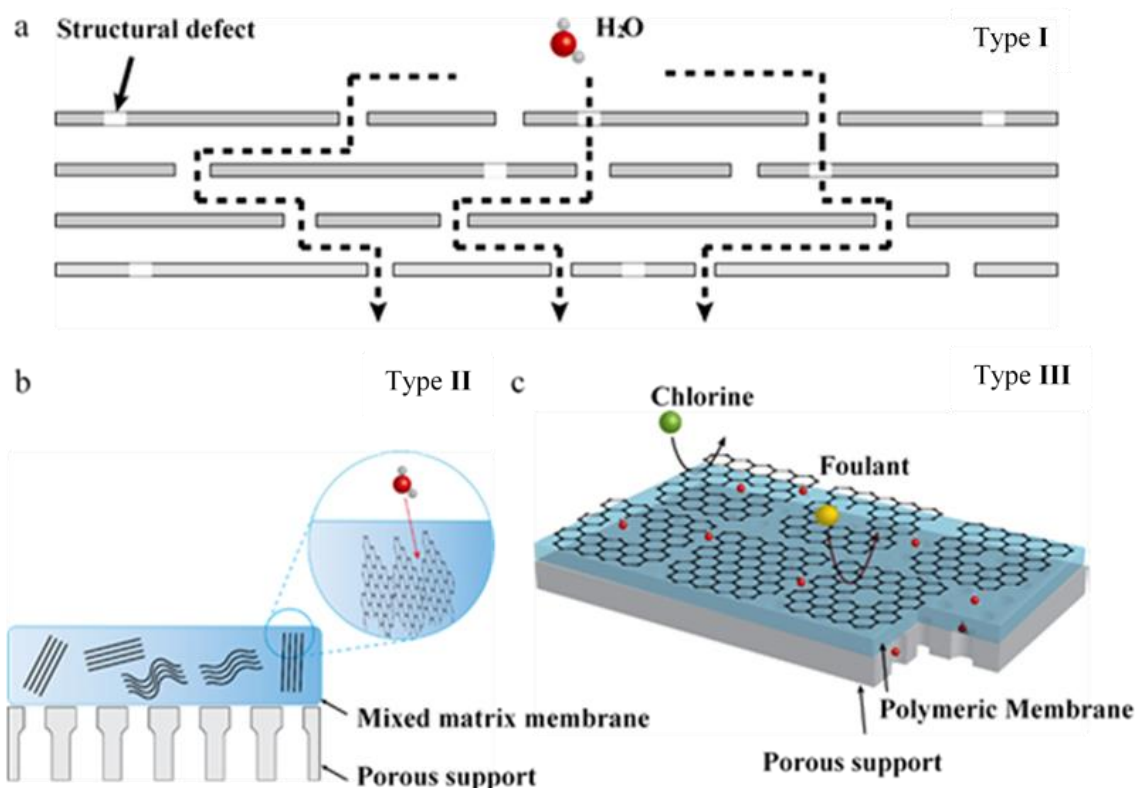 a Structural defect H₂O Type I
b Type II c Type III
Chlorine
Foulant
Mixed matrix membrane
Porous support
Polymeric Membrane
Porous support